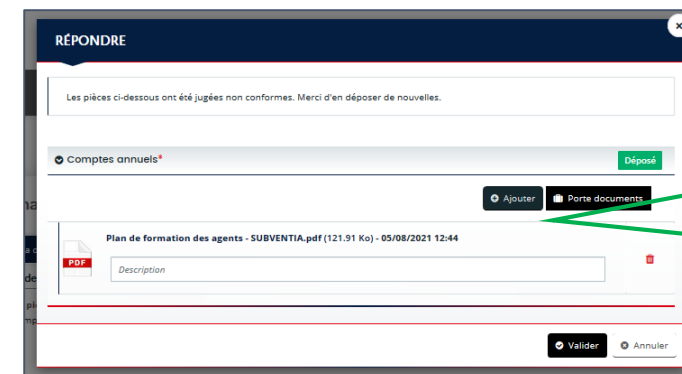 RÉPONDRE
Les pièces ci-dessous ont été jugées non conformes. Merci d'en déposer de nouvelles.
Comptes annuels*
Déposé
Ajouter
Porte documents
Plan de formation des agents - SUBVENTIA.pdf (121.91 Ko) - 05/08/2021 12:44
PDF
Description
Valider
Annuler